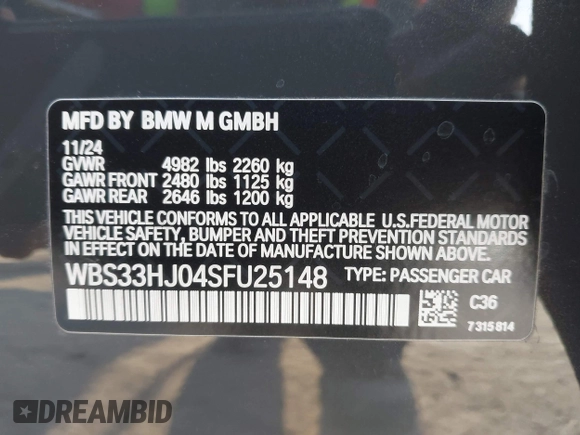 MFD BY BMW M GMBH
11/24
GVWR 4982 lbs 2260 kg
GAWR FRONT 2480 lbs 1125 kg
GAWR REAR 2646 lbs 1200 kg
THIS VEHICLE CONFORMS TO ALL APPLICABLE U.S.FEDERAL MOTOR
VEHICLE SAFETY, BUMPER AND THEFT PREVENTION STANDARDS
IN EFFECT ON THE DATE OF MANUFACTURE SHOWN ABOVE.
WBS33HJ04SFU25148 TYPE: PASSENGER CAR
C36
7 315 814
DREAMBID